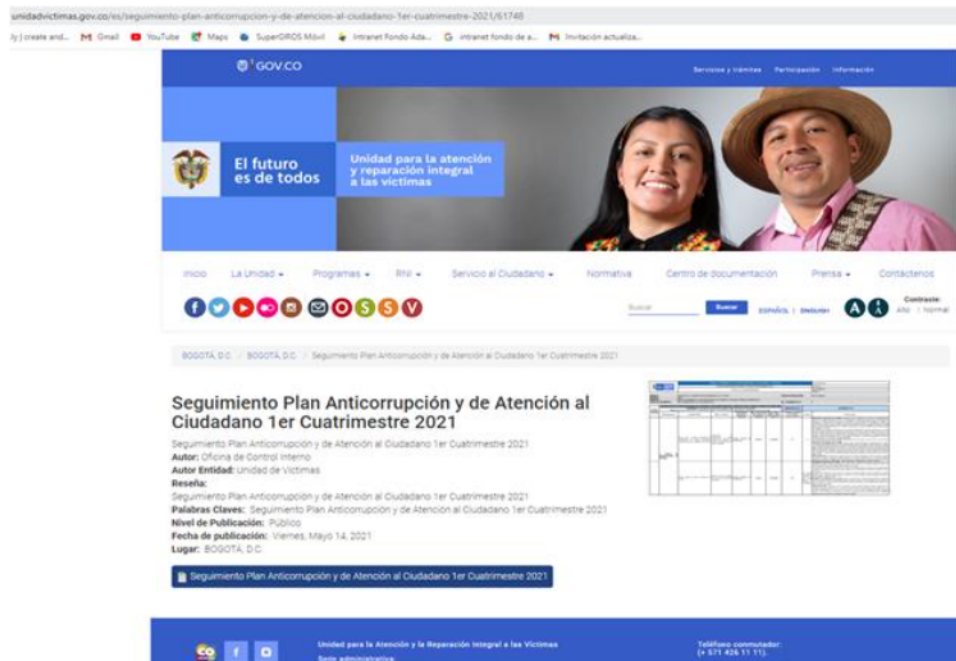 unidadvictimas.gov.co/es/seguimiento-plan-anticorrupcion-y-de-atencion-al-ciudadano-1er-cuatrimestre-2021/61748
Gmail YouTube Maps SuperGIROS Móvil Intranet Fondo Ada... intranet fondo de a... Invitación actualiza...
GOV.CO Servicios y trámites Participación Información
El futuro
es de todos
Unidad para la atención
y reparación integral
a las víctimas
Inicio La Unidad Programas RNI Servicio al Ciudadano Normativa Centro de documentación Prensa Contáctenos
Buscar Buscar ESPAÑOL | ENGLISH A A Contraste:
Alto | Normal
BOGOTÁ, D.C. / BOGOTÁ, D.C. / Seguimiento Plan Anticorrupción y de Atención al Ciudadano 1er Cuatrimestre 2021
Seguimiento Plan Anticorrupción y de Atención al
Ciudadano 1er Cuatrimestre 2021
Seguimiento Plan Anticorrupción y de Atención al Ciudadano 1er Cuatrimestre 2021
Autor: Oficina de Control Interno
Autor Entidad: Unidad de Víctimas
Reseña:
Seguimiento Plan Anticorrupción y de Atención al Ciudadano 1er Cuatrimestre 2021
Palabras Claves: Seguimiento Plan Anticorrupción y de Atención al Ciudadano 1er Cuatrimestre 2021
Nivel de Publicación: Público
Fecha de publicación: Viernes, Mayo 14, 2021
Lugar: BOGOTÁ, D.C.
Seguimiento Plan Anticorrupción y de Atención al Ciudadano 1er Cuatrimestre 2021
Unidad para la Atención y la Reparación Integral a las Víctimas
Sede administrativa:
Teléfono conmutador:
(+ 571 426 11 11).